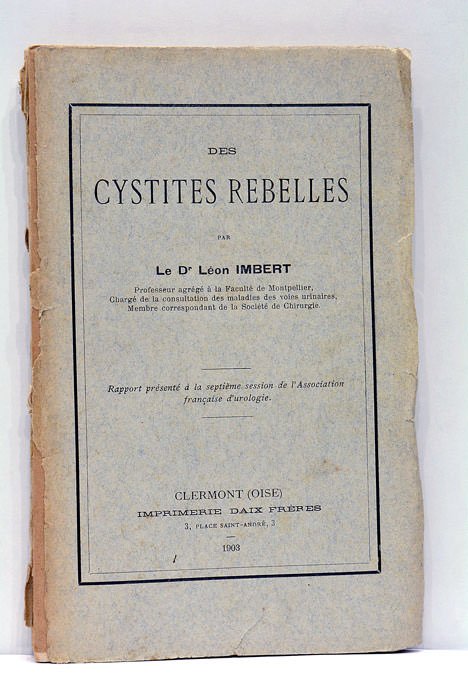 DES
CYSTITES REBELLES
PAR
Le Dr Léon IMBERT
Professeur agrégé à la Faculté de Montpellier,
Chargé de la consultation des maladies des voies urinaires,
Membre correspondant de la Société de Chirurgie.
Rapport présenté à la septième session de l'Association
française d'urologie.
CLERMONT (OISE)
IMPRIMERIE DAIX FRÈRES
3, PLACE SAINT-ANDRÉ, 3
1903